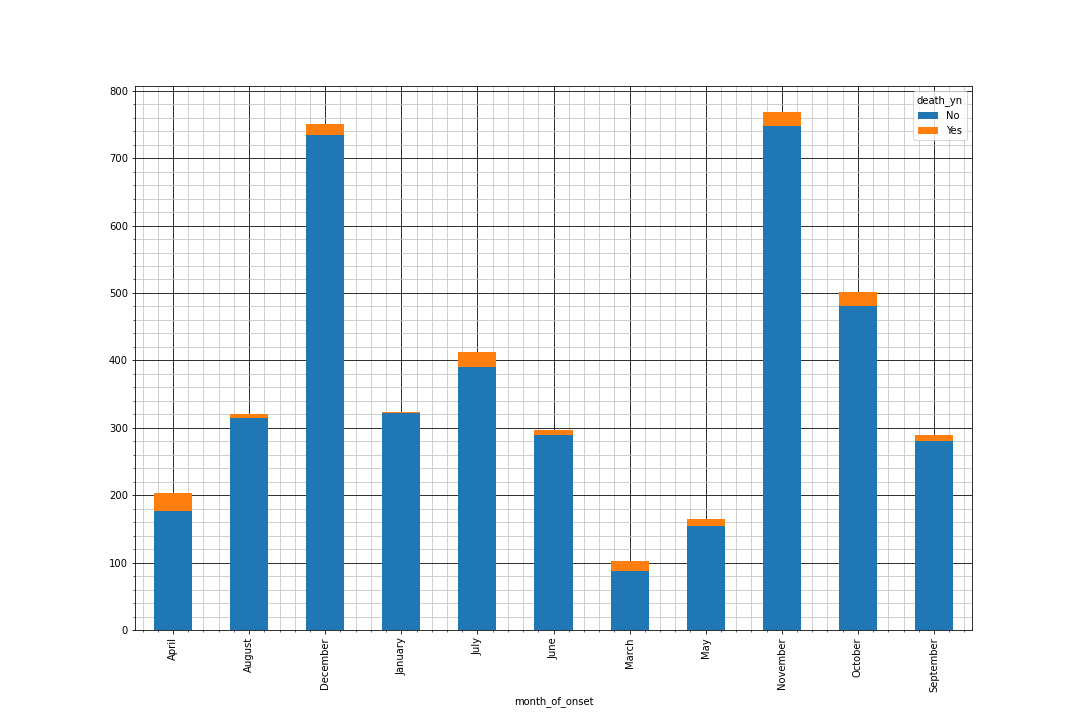 death_yn
No
Yes
800
700
600
500
400
300
200
100
0
April
August
December
January
July
June
March
May
November
October
September
month_of_onset